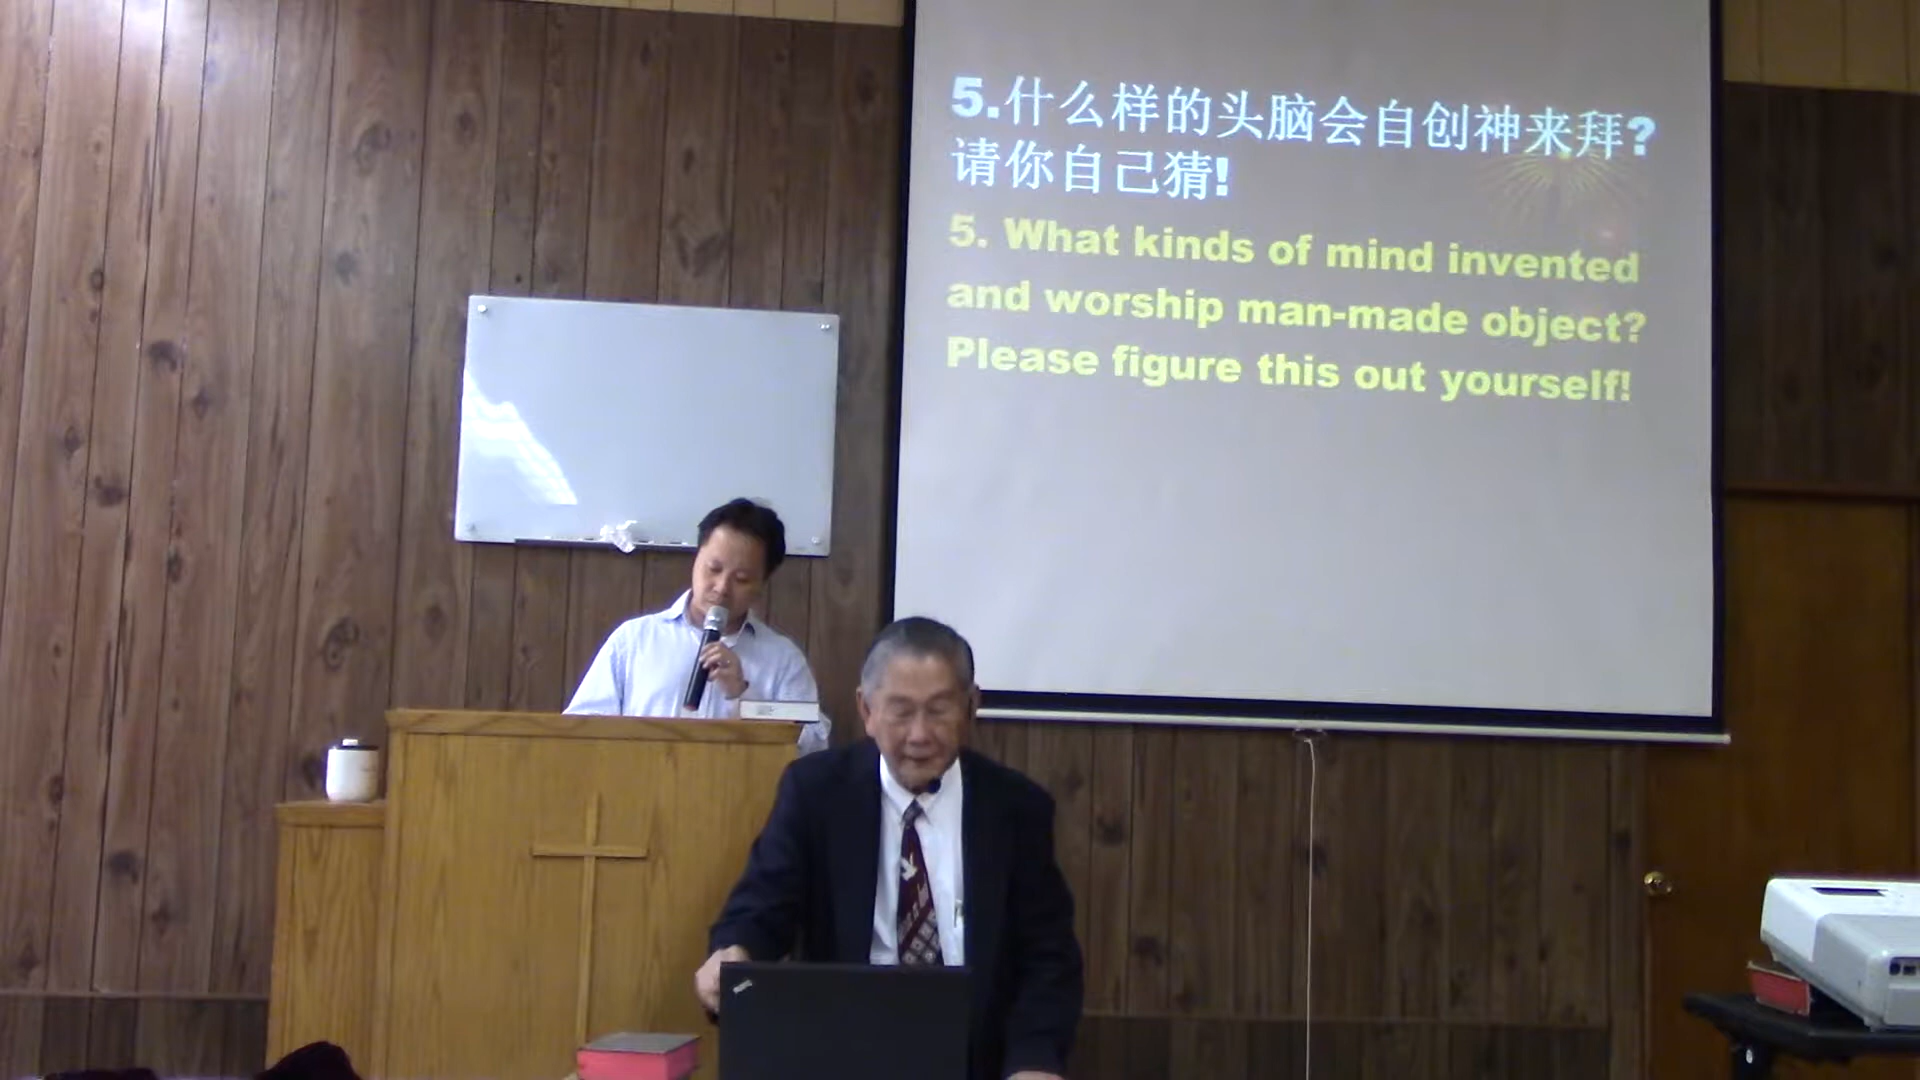 5.什么样的头脑会自创神来拜?
请你自己猜!
5. What kinds of mind invented
and worship man-made object?
Please figure this out yourself!